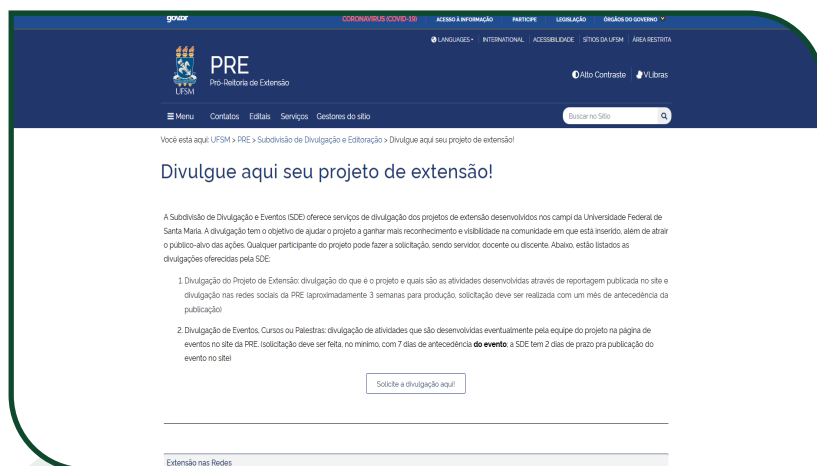 govbr
CORONAVÍRUS (COVID-19) ACESSO À INFORMAÇÃO PARTICIPE LEGISLAÇÃO ÓRGÃOS DO GOVERNO
LANGUAGES INTERNATIONAL ACESSIBILIDADE SÍTIOS DA UFSM ÁREA RESTRITA
UFSM
PRE
Pró-Reitoria de Extensão
Alto Contraste VLibras
Menu Contatos Editais Serviços Gestores do sítio
Buscar no Sítio
Você está aqui: UFSM > PRE > Subdivisão de Divulgação e Editoração > Divulgue aqui seu projeto de extensão!
Divulgue aqui seu projeto de extensão!
A Subdivisão de Divulgação e Eventos (SDE) oferece serviços de divulgação dos projetos de extensão desenvolvidos nos campi da Universidade Federal de
Santa Maria. A divulgação tem o objetivo de ajudar o projeto a ganhar mais reconhecimento e visibilidade na comunidade em que está inserido, além de atrair
o público-alvo das ações. Qualquer participante do projeto pode fazer a solicitação, sendo servidor, docente ou discente. Abaixo, estão listados as
divulgações oferecidas pela SDE:
1. Divulgação do Projeto de Extensão: divulgação do que é o projeto e quais são as atividades desenvolvidas através de reportagem publicada no site e
divulgação nas redes sociais da PRE (aproximadamente 3 semanas para produção, solicitação deve ser realizada com um mês de antecedência da
publicação)
2. Divulgação de Eventos, Cursos ou Palestras: divulgação de atividades que são desenvolvidas eventualmente pela equipe do projeto na página de
eventos no site da PRE. (solicitação deve ser feita, no mínimo, com 7 dias de antecedência do evento; a SDE tem 2 dias de prazo pra publicação do
evento no site)
Solicite a divulgação aqui!
Extensão nas Redes